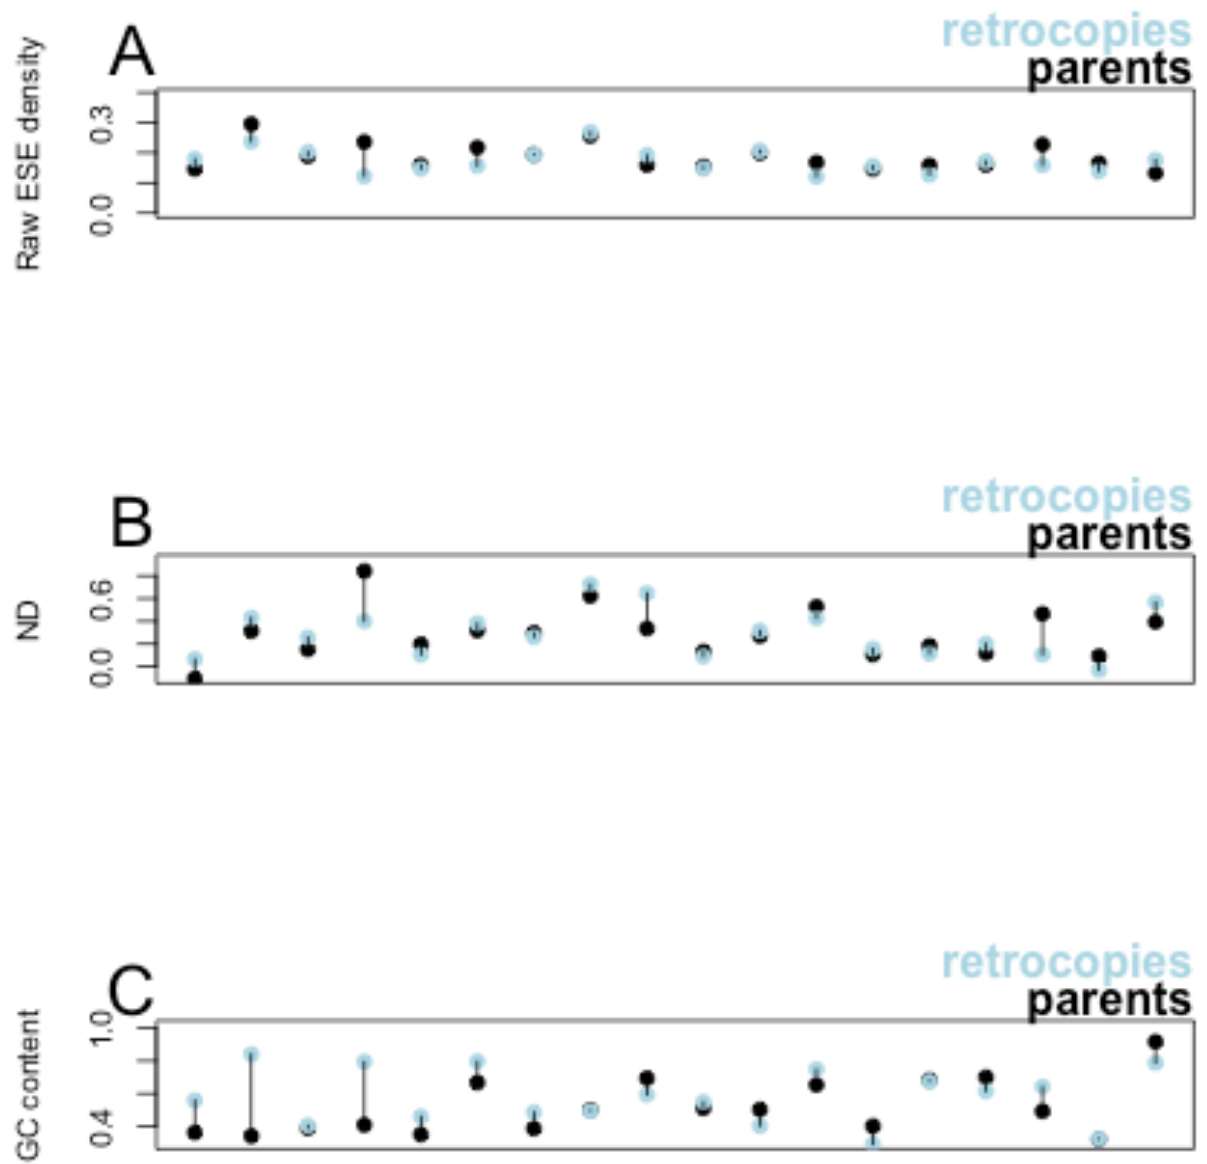 A
retrocopies
parents
Raw ESE density
0.3
0.0
B
retrocopies
parents
ND
0.6
0.0
C
retrocopies
parents
GC content
1.0
0.4